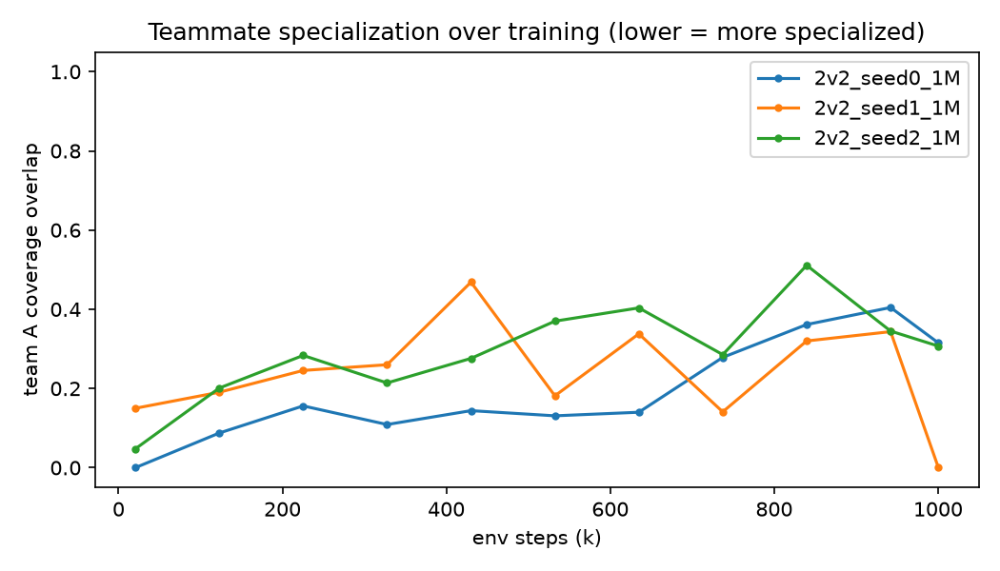 Teammate specialization over training (lower = more specialized)
2v2_seed0_1M
2v2_seed1_1M
2v2_seed2_1M
team A coverage overlap
1.0
0.8
0.6
0.4
0.2
0.0
0 200 400 600 800 1000
env steps (k)